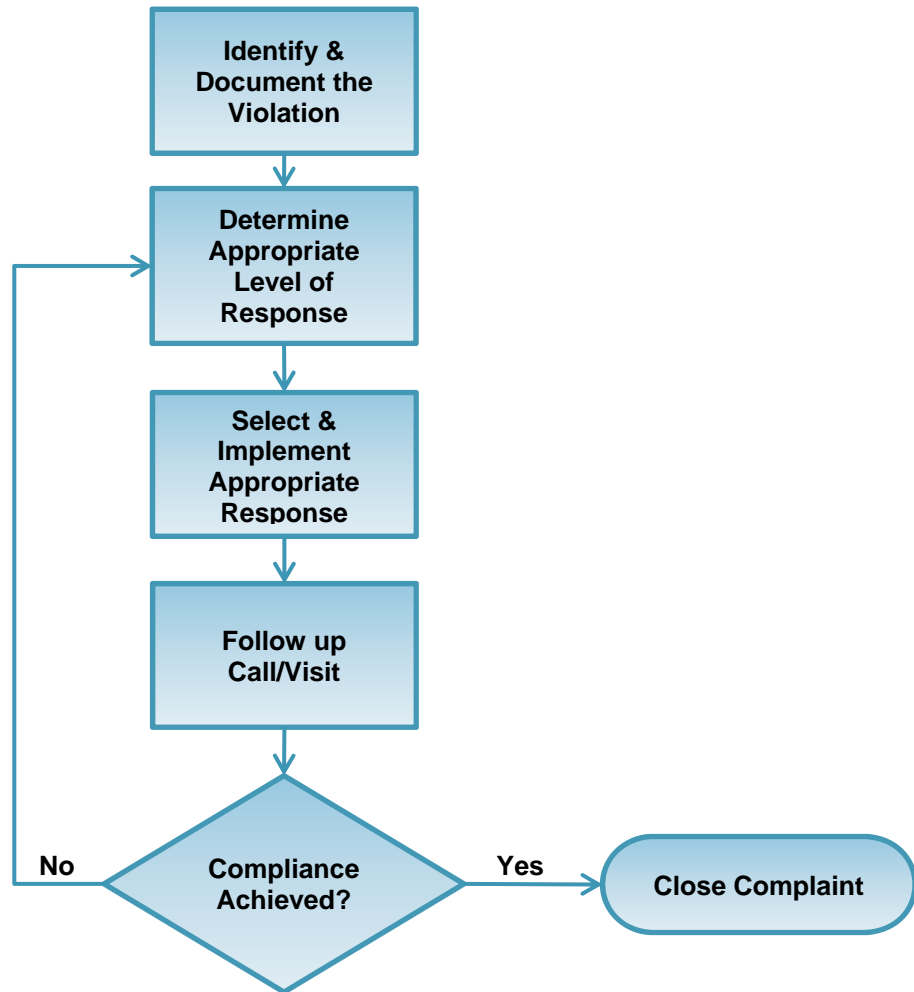 Identify &
Document the
Violation
Determine
Appropriate
Level of
Response
Select &
Implement
Appropriate
Response
Follow up
Call/Visit
No
Compliance
Achieved?
Yes
Close Complaint